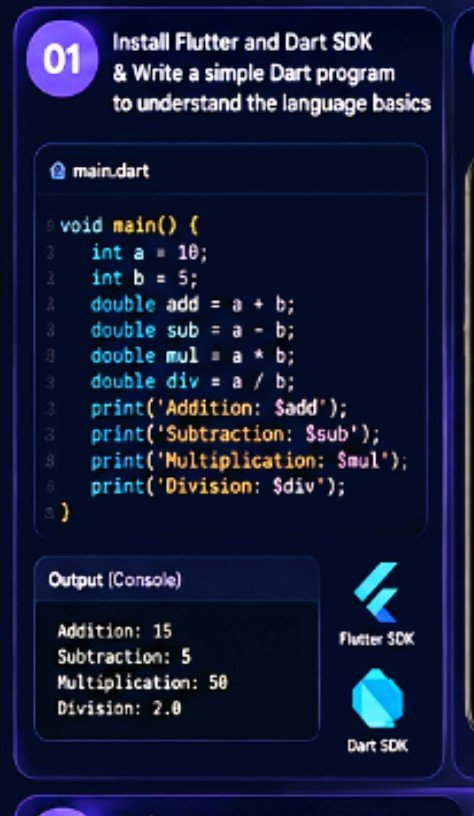 01
Install Flutter and Dart SDK
& Write a simple Dart program
to understand the language basics
main.dart
void main() {
int a = 10;
int b = 5;
double add = a + b;
double sub = a - b;
double mul = a * b;
double div = a / b;
print('Addition: $add');
print('Subtraction: $sub');
print('Multiplication: $mul');
print('Division: $div');
}
Output (Console)
Addition: 15
Subtraction: 5
Multiplication: 50
Division: 2.0
Flutter SDK
Dart SDK